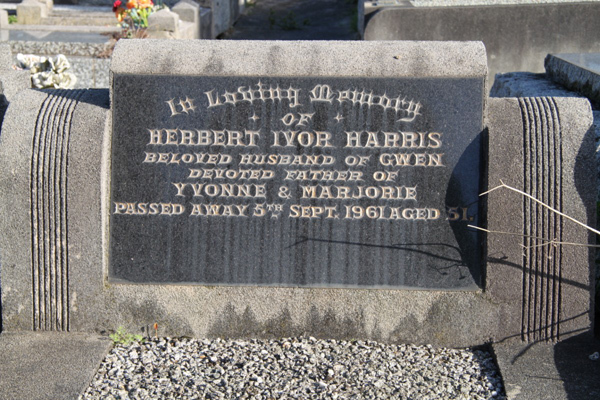 In Loving Memory
OF
HERBERT IVOR HARRIS
BELOVED HUSBAND OF GWEN
DEVOTED FATHER OF
YVONNE & MARJORIE
PASSED AWAY 5TH SEPT. 1961 AGED 51.